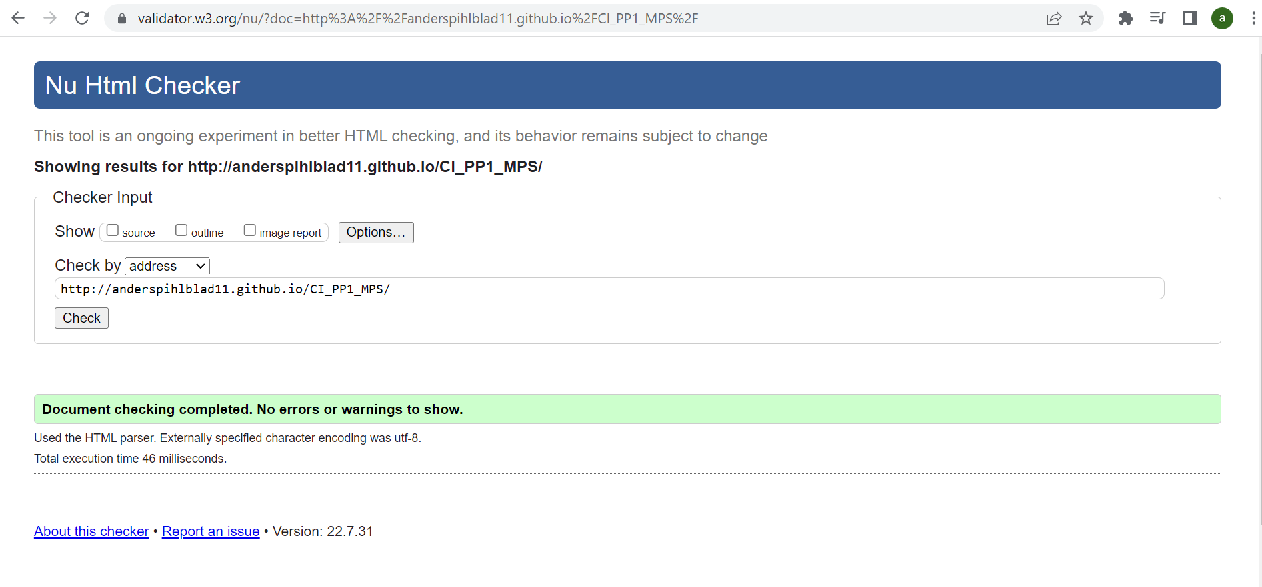 validator.w3.org/nu/?doc=http%3A%2F%2Fanderspihlblad11.github.io%2FCI_PP1_MPS%2F
a
Nu Html Checker
This tool is an ongoing experiment in better HTML checking, and its behavior remains subject to change
Showing results for http://anderspihlblad11.github.io/CI_PP1_MPS/
Checker Input
Show source outline image report Options...
Check by address
http://anderspihlblad11.github.io/CI_PP1_MPS/
Check
Document checking completed. No errors or warnings to show.
Used the HTML parser. Externally specified character encoding was utf-8.
Total execution time 46 milliseconds.
About this checker • Report an issue • Version: 22.7.31